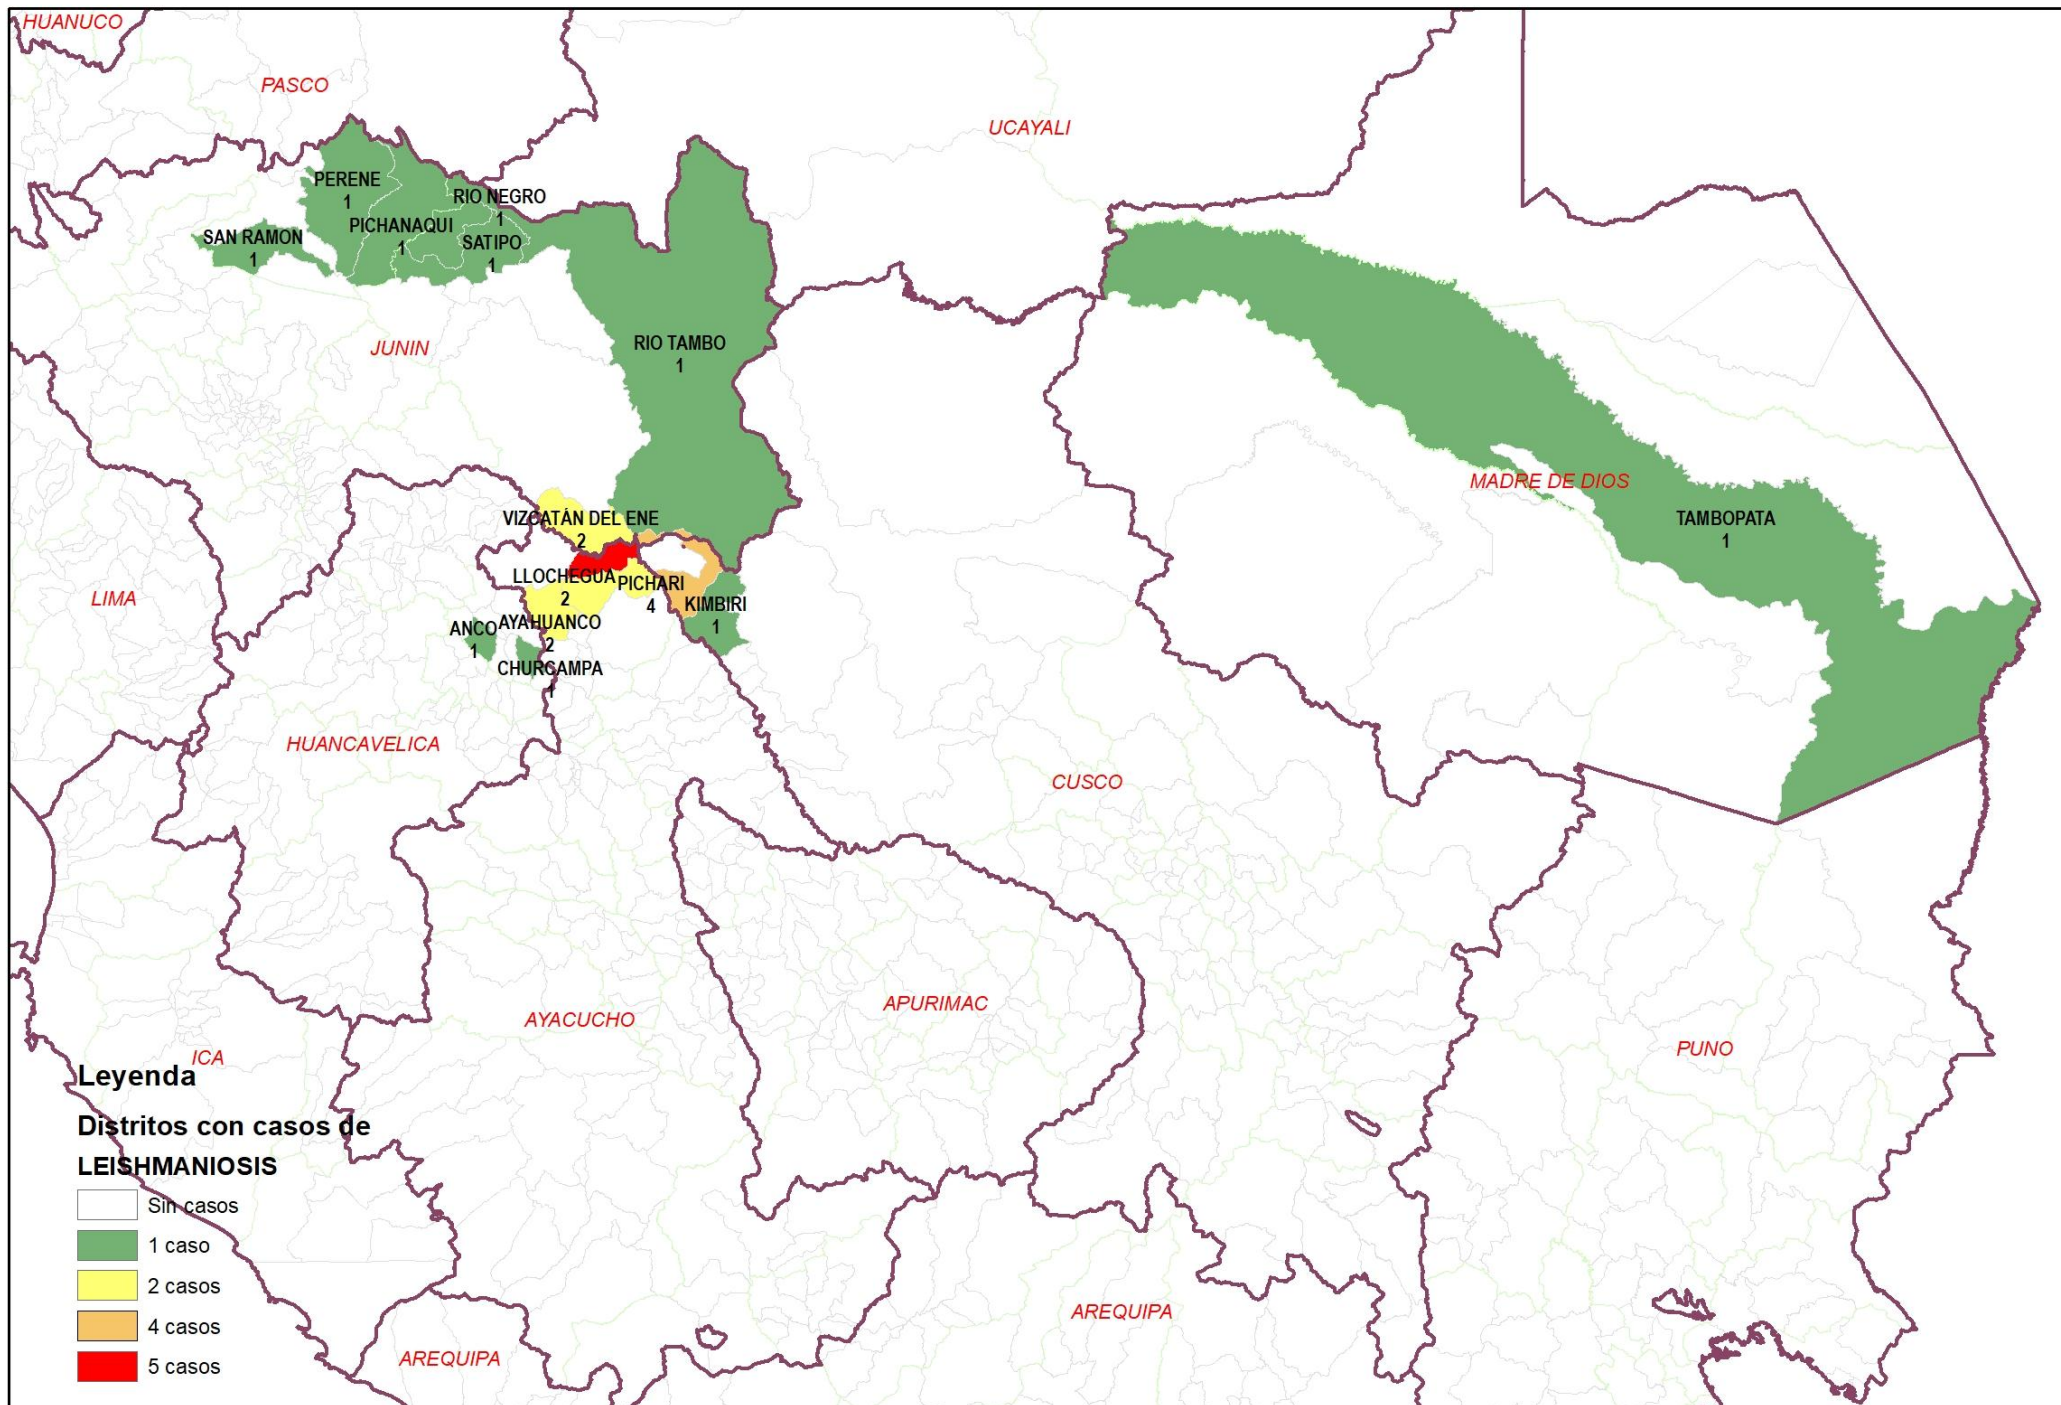 HUANUCO
PASCO
UCAYALI
PERENE
1
RIO NEGRO
1
PICHANAQUI
1
SAN RAMON
1
SATIPO
1
JUNIN
RIO TAMBO
1
MADRE DE DIOS
TAMBOPATA
1
VIZCATÁN DEL ENE
2
LLOCHEGUA
2
PICHARI
4
LIMA
KIMBIRI
1
ANCO
1
AYAHUANCO
2
CHURCAMPA
1
HUANCAVELICA
CUSCO
APURIMAC
AYACUCHO
PUNO
ICA
Leyenda
Distritos con casos de
LEISHMANIOSIS
Sin casos
1 caso
2 casos
4 casos
5 casos
AREQUIPA
AREQUIPA